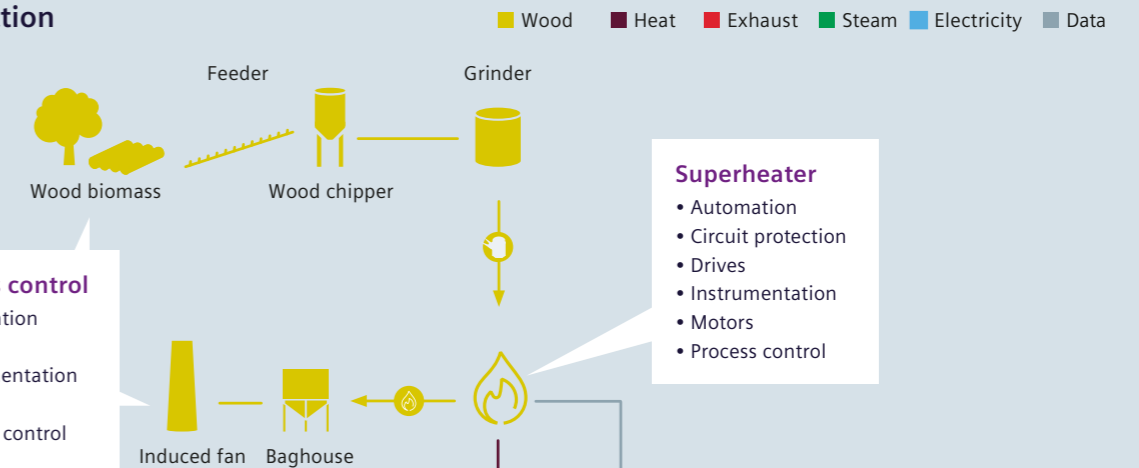 tion
Wood Heat Exhaust Steam Electricity Data
Feeder Grinder
Wood biomass Wood chipper
Superheater
• Automation
• Circuit protection
• Drives
• Instrumentation
• Motors
• Process control
control
ation
entation
control
Induced fan Baghouse